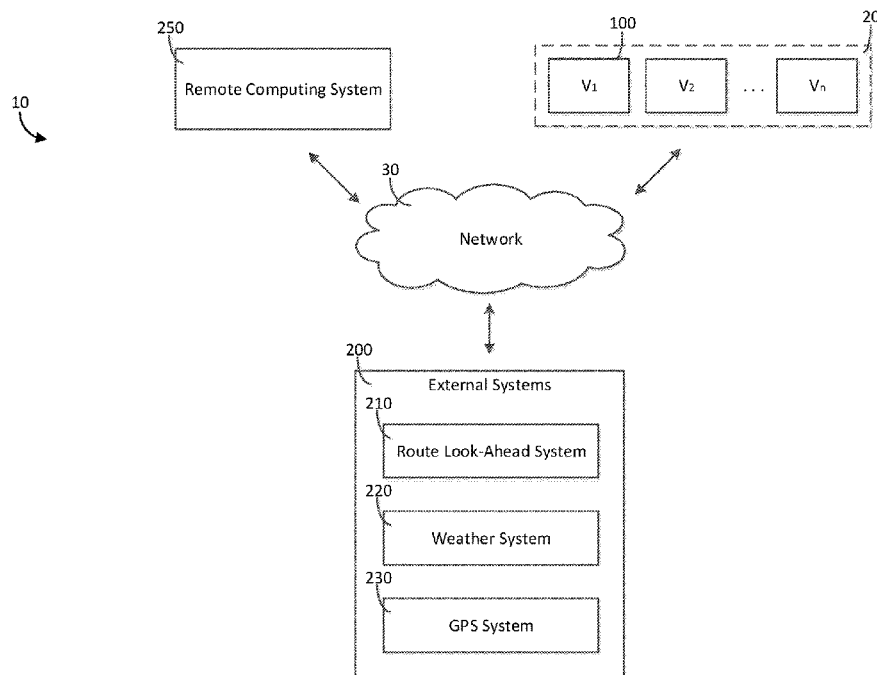 250
Remote Computing System
100
20
V1
V2
...
Vn
10
30
Network
200
External Systems
210
Route Look-Ahead System
220
Weather System
230
GPS System